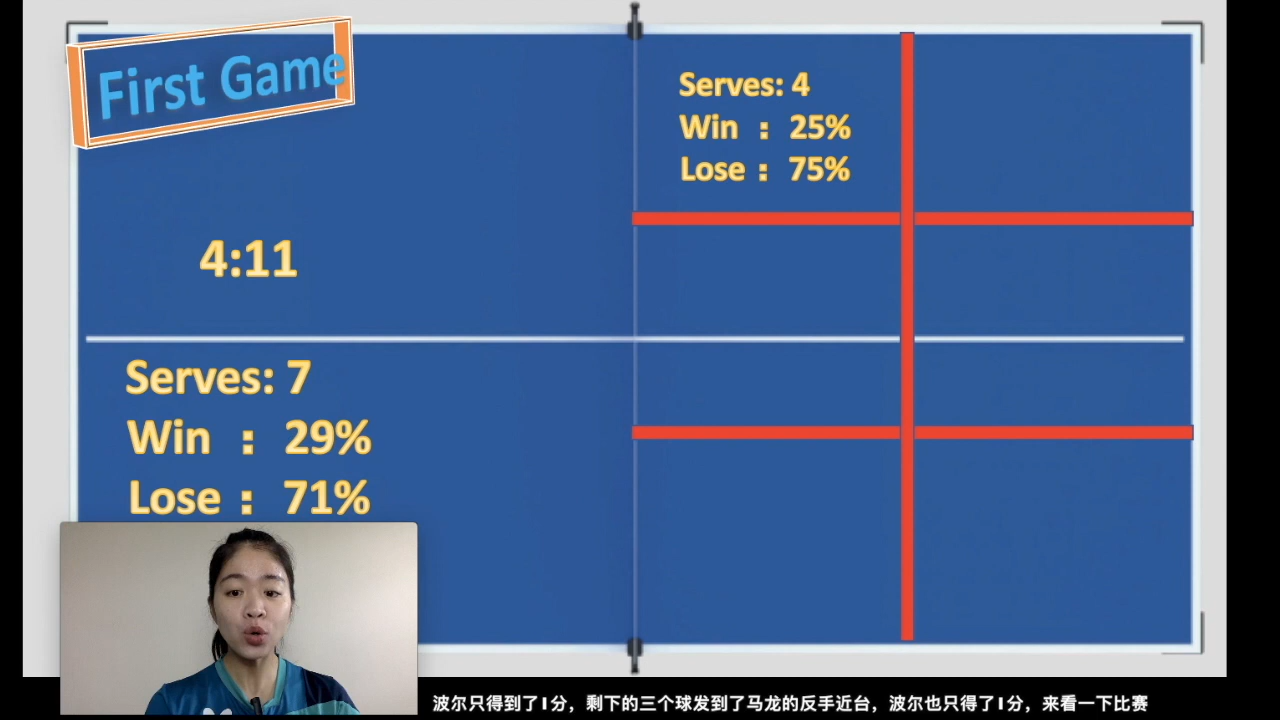 First Game
Serves: 4
Win : 25%
Lose : 75%
4:11
Serves: 7
Win : 29%
Lose : 71%
波尔只得到了1分，剩下的三个球发到了马龙的反手近台，波尔也只得了1分，来看一下比赛